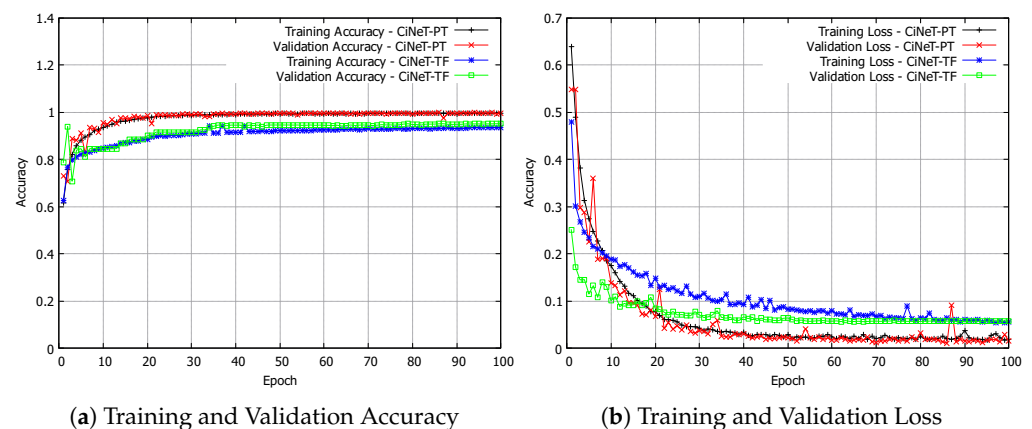 Training Accuracy - CiNeT-PT
Validation Accuracy - CiNeT-PT
Training Accuracy - CiNeT-TF
Validation Accuracy - CiNeT-TF
1.4
1.2
1
0.8
0.6
0.4
0.2
0
Accuracy
0 10 20 30 40 50 60 70 80 90 100
Epoch
(a) Training and Validation Accuracy
Training Loss - CiNeT-PT
Validation Loss - CiNeT-PT
Training Loss - CiNeT-TF
Validation Loss - CiNeT-TF
0.7
0.6
0.5
0.4
0.3
0.2
0.1
0
Accuracy
0 10 20 30 40 50 60 70 80 90 100
Epoch
(b) Training and Validation Loss